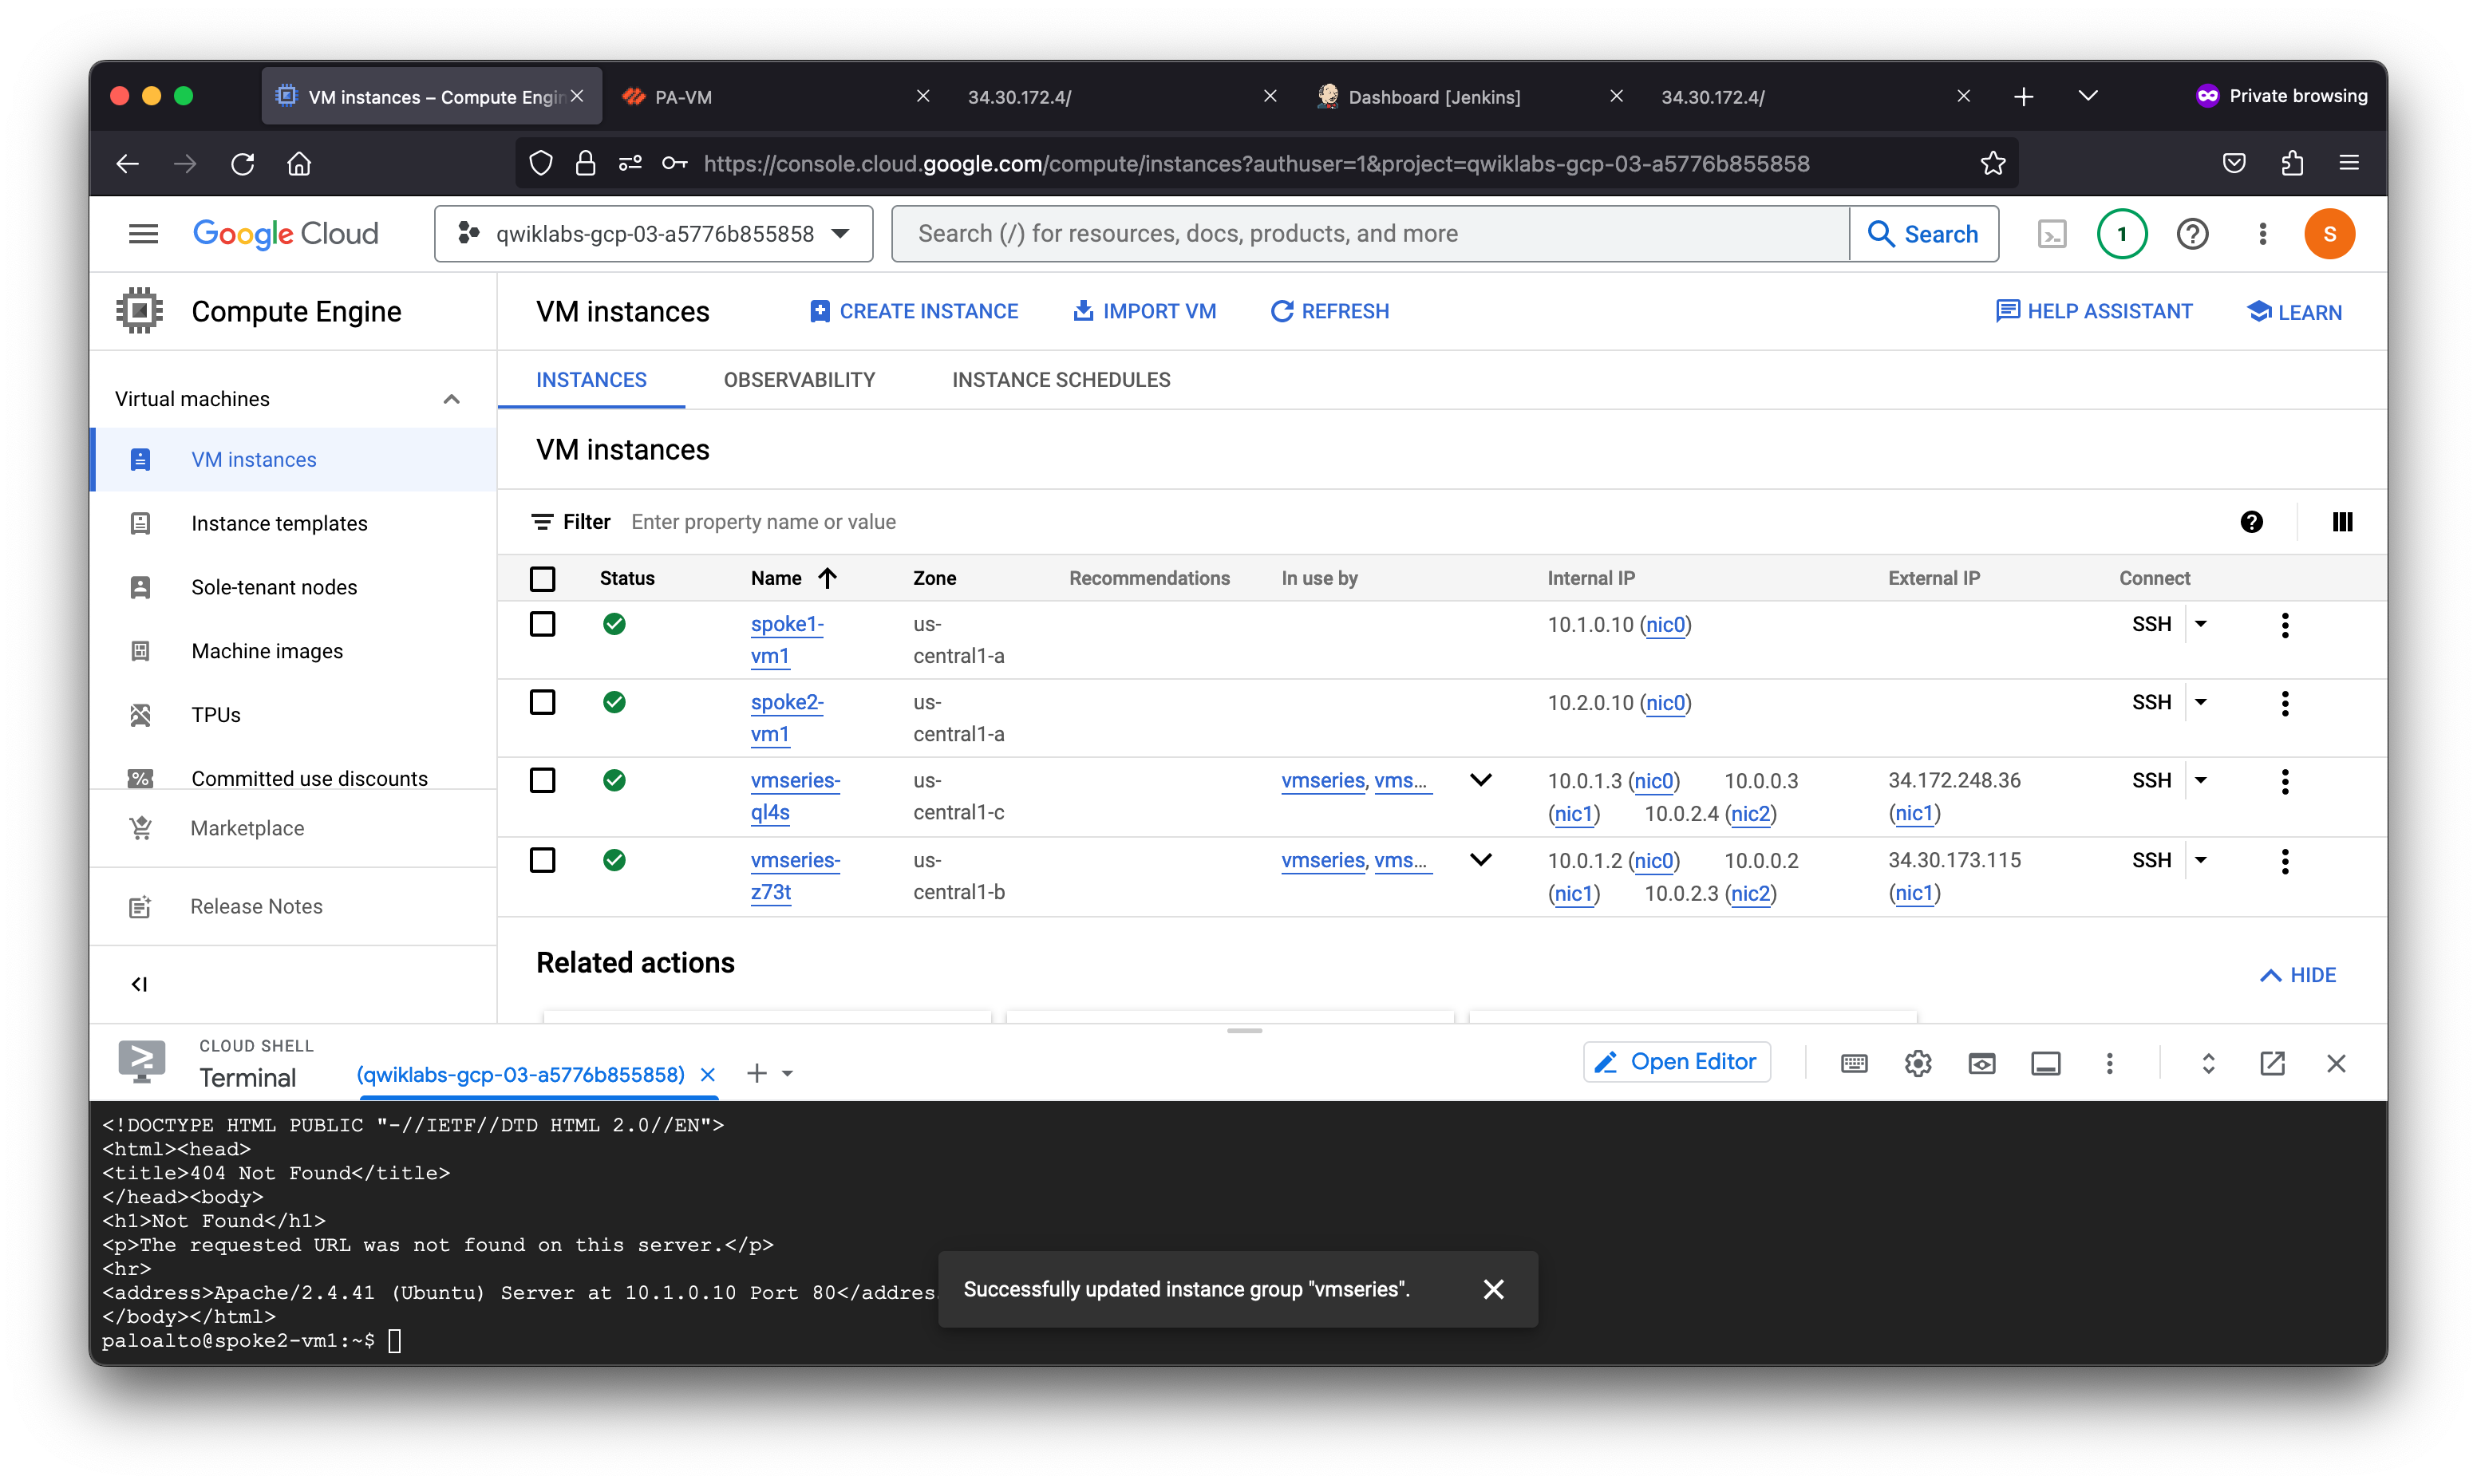 VM instances – Compute Engin
PA-VM
34.30.172.4/
Dashboard [Jenkins]
34.30.172.4/
Private browsing
https://console.cloud.google.com/compute/instances?authuser=1&project=qwiklabs-gcp-03-a5776b855858
Google Cloud
qwiklabs-gcp-03-a5776b855858
Search (/) for resources, docs, products, and more
Search
1
S
Compute Engine
VM instances
CREATE INSTANCE
IMPORT VM
REFRESH
HELP ASSISTANT
LEARN
Virtual machines
VM instances
Instance templates
Sole-tenant nodes
Machine images
TPUs
Committed use discounts
Marketplace
Release Notes
INSTANCES
OBSERVABILITY
INSTANCE SCHEDULES
VM instances
Filter Enter property name or value
Status Name Zone Recommendations In use by Internal IP External IP Connect
spoke1- us- 10.1.0.10 (nic0) SSH
vm1 central1-a
spoke2- us- 10.2.0.10 (nic0) SSH
vm1 central1-a
vmseries- us- vmseries, vms... 10.0.1.3 (nic0) 10.0.0.3 34.172.248.36 SSH
ql4s central1-c (nic1) 10.0.2.4 (nic2) (nic1)
vmseries- us- vmseries, vms... 10.0.1.2 (nic0) 10.0.0.2 34.30.173.115 SSH
z73t central1-b (nic1) 10.0.2.3 (nic2) (nic1)
Related actions
HIDE
CLOUD SHELL
Terminal
(qwiklabs-gcp-03-a5776b855858)
Open Editor
<!DOCTYPE HTML PUBLIC "-//IETF//DTD HTML 2.0//EN">
<html><head>
<title>404 Not Found</title>
</head><body>
<h1>Not Found</h1>
<p>The requested URL was not found on this server.</p>
<hr>
<address>Apache/2.4.41 (Ubuntu) Server at 10.1.0.10 Port 80</addres
</body></html>
paloalto@spoke2-vm1:~$
Successfully updated instance group "vmseries".